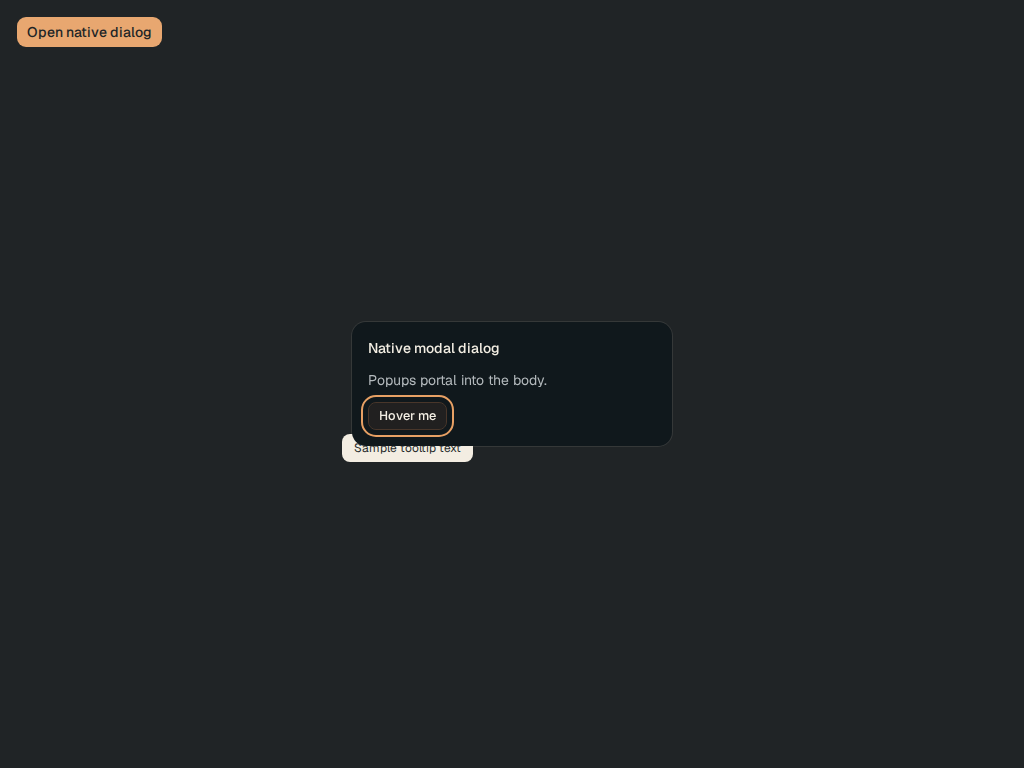 Open native dialog
Native modal dialog
Popups portal into the body.
Hover me
Sample tooltip text